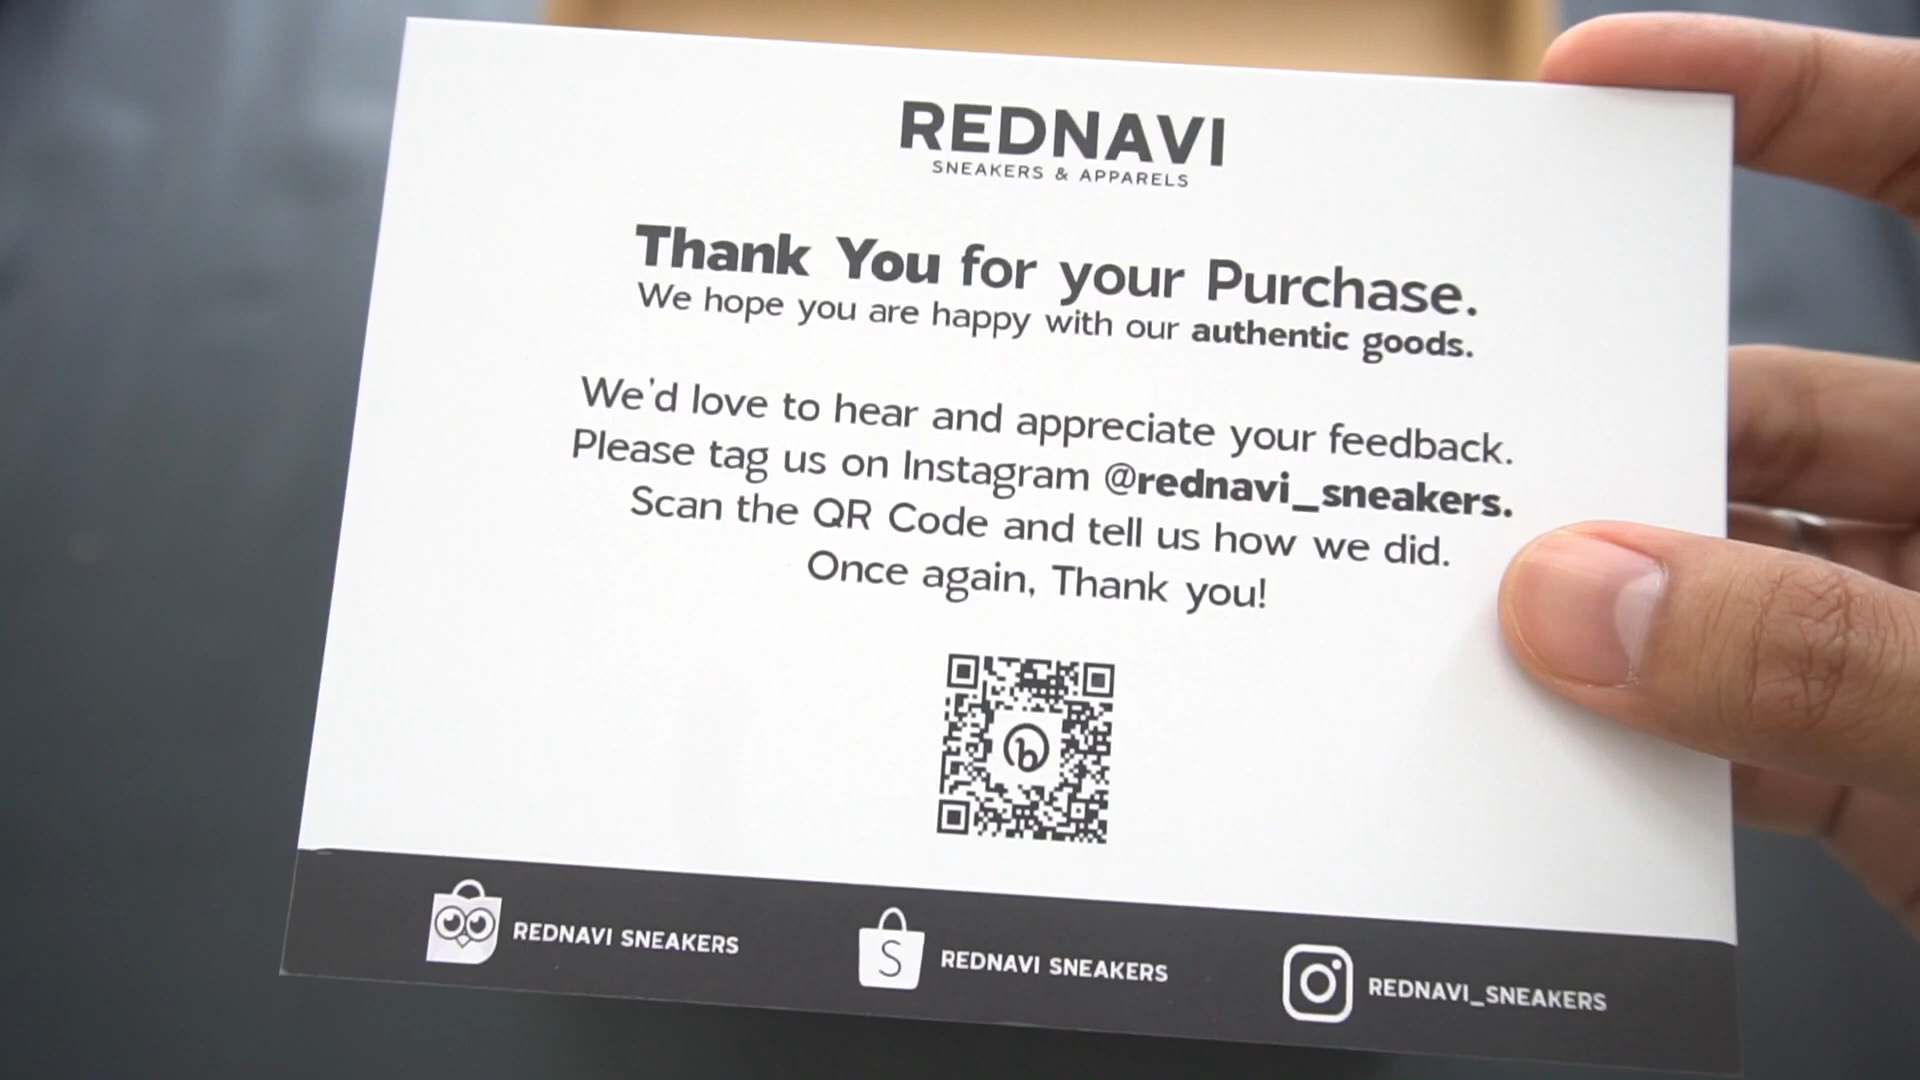 REDNAVI
SNEAKERS & APPARELS
Thank You for your Purchase.
We hope you are happy with our authentic goods.
We'd love to hear and appreciate your feedback.
Please tag us on Instagram @rednavi_sneakers.
Scan the QR Code and tell us how we did.
Once again, Thank you!
REDNAVI SNEAKERS
S
REDNAVI SNEAKERS
REDNAVI_SNEAKERS